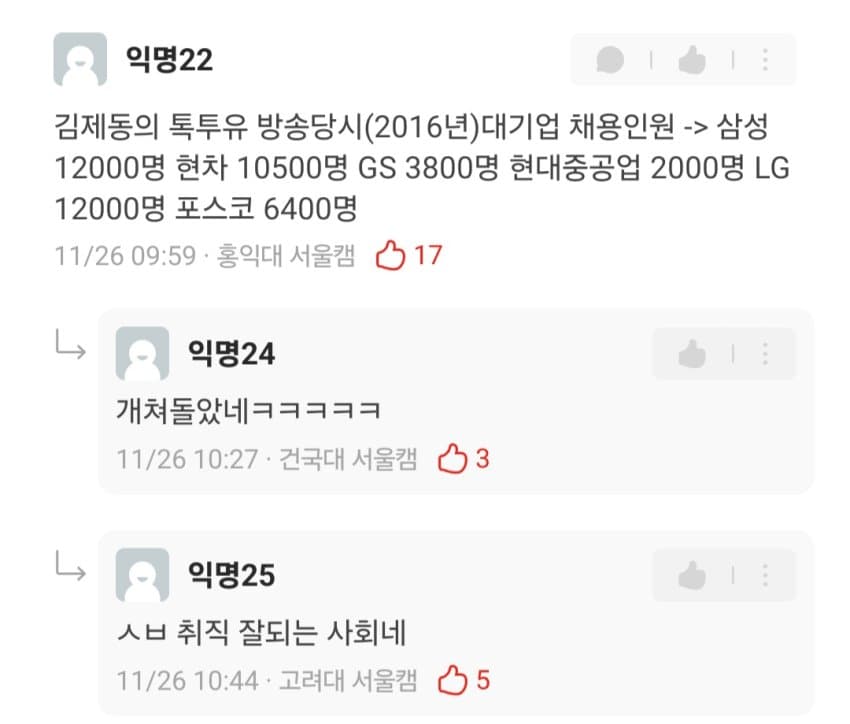 익명22
김제동의 톡투유 방송당시(2016년)대기업 채용인원 -> 삼성
12000명 현차 10500명 GS 3800명 현대중공업 2000명 LG
12000명 포스코 6400명
11/26 09:59 · 홍익대 서울캠 17
익명24
개쳐돌았네ㅋㅋㅋㅋㅋ
11/26 10:27 · 건국대 서울캠 3
익명25
ㅅㅂ 취직 잘되는 사회네
11/26 10:44 · 고려대 서울캠 5